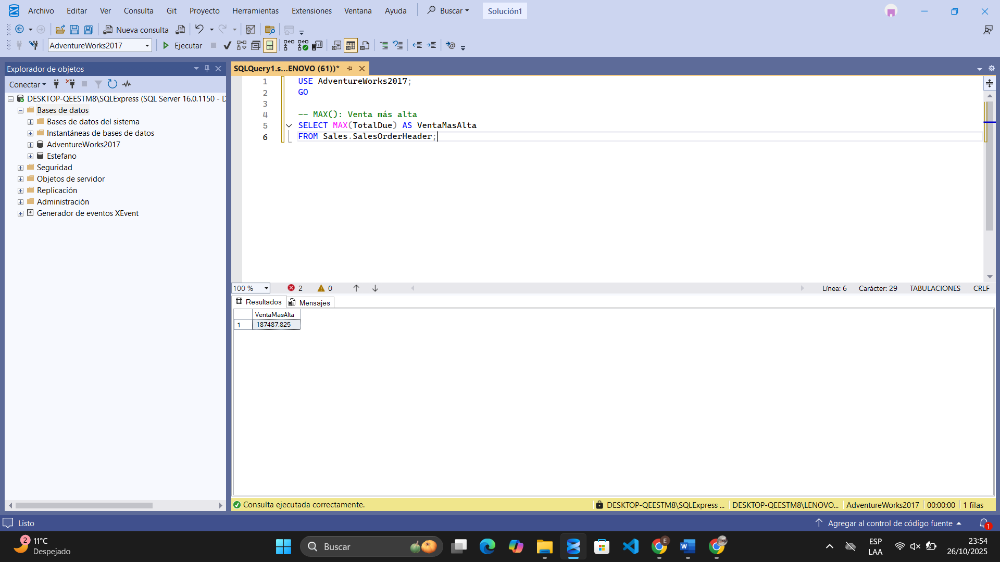 Archivo Editar Ver Consulta Git Proyecto Herramientas Extensiones Ventana Ayuda Buscar Solución1
Nueva consulta
AdventureWorks2017 Ejecutar
Explorador de objetos
Conectar
DESKTOP-QEESTM8\SQLExpress (SQL Server 16.0.1150 - D
Bases de datos
Bases de datos del sistema
Instantáneas de bases de datos
AdventureWorks2017
Estefano
Seguridad
Objetos de servidor
Replicación
Administración
Generador de eventos XEvent
SQLQuery1.s...ENOVO (61))*
1 USE AdventureWorks2017;
2 GO
3
4 -- MAX(): Venta más alta
5 SELECT MAX(TotalDue) AS VentaMasAlta
6 FROM Sales.SalesOrderHeader;
100 % 2 0 Línea: 6 Carácter: 29 TABULACIONES CRLF
Resultados Mensajes
VentaMasAlta
1 187487.825
Consulta ejecutada correctamente. DESKTOP-QEESTM8\SQLExpress ... DESKTOP-QEESTM8\LENOVO... AdventureWorks2017 00:00:00 1 filas
Listo Agregar al control de código fuente 1
2 11°C
Despejado
Buscar
E
ESP
LAA
23:54
26/10/2025